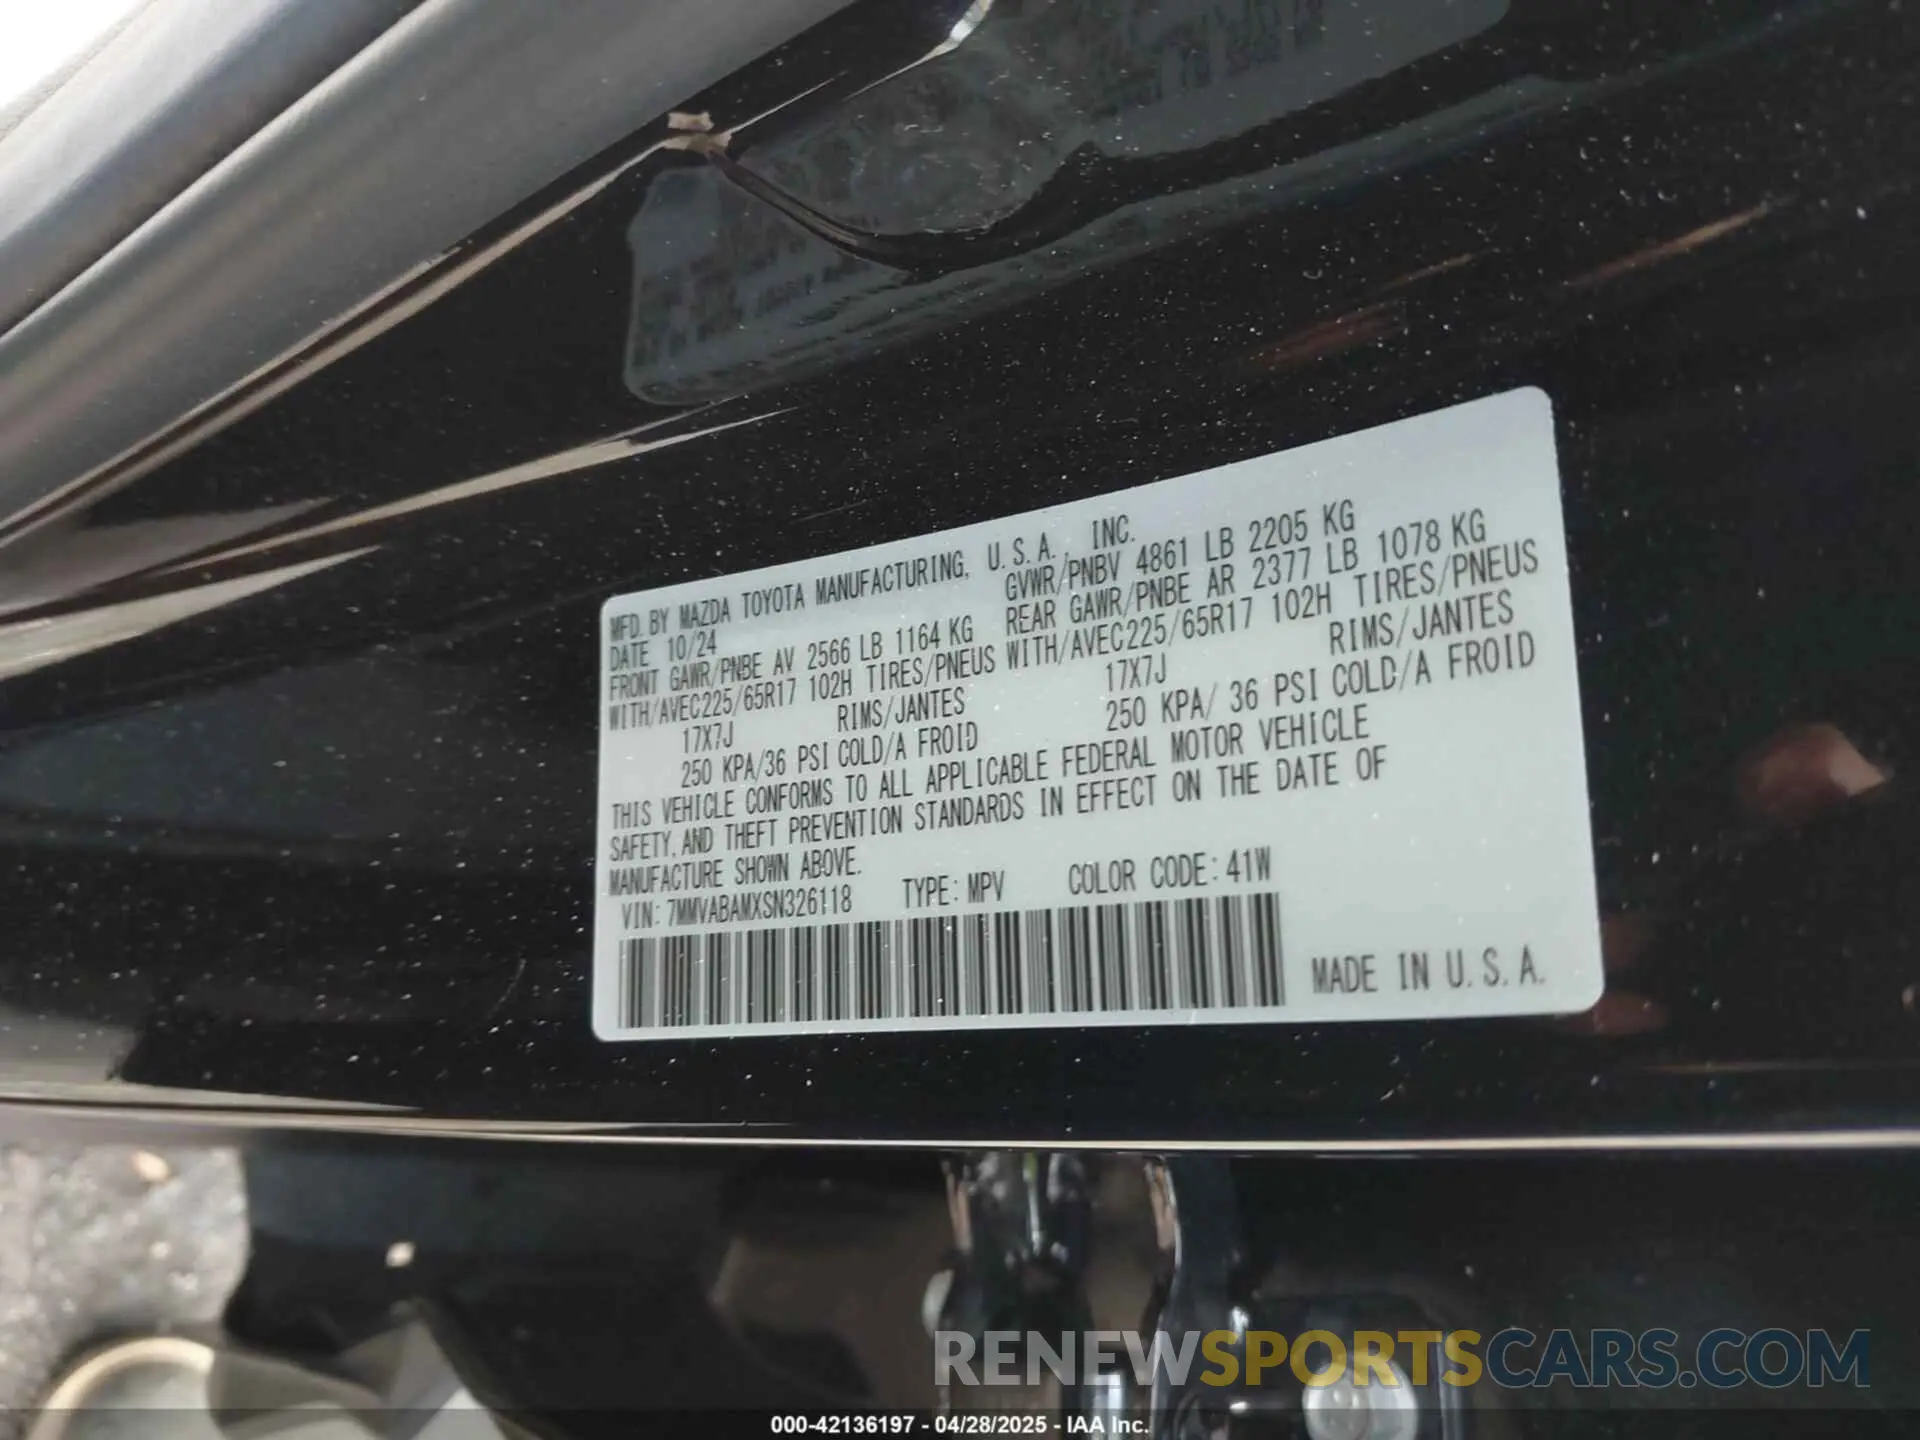 MFD. BY MAZDA TOYOTA MANUFACTURING, U.S.A., INC.
DATE 10/24 GVWR/PNBV 4861 LB 2205 KG
FRONT GAWR/PNBE AV 2566 LB 1164 KG REAR GAWR/PNBE AR 2377 LB 1078 KG
WITH/AVEC225/65R17 102H TIRES/PNEUS WITH/AVEC225/65R17 102H TIRES/PNEUS
17X7J RIMS/JANTES 17X7J RIMS/JANTES
250 KPA/36 PSI COLD/A FROID 250 KPA/ 36 PSI COLD/A FROID
THIS VEHICLE CONFORMS TO ALL APPLICABLE FEDERAL MOTOR VEHICLE
SAFETY, AND THEFT PREVENTION STANDARDS IN EFFECT ON THE DATE OF
MANUFACTURE SHOWN ABOVE.
VIN: 7MMVABAMXSN326118 TYPE: MPV COLOR CODE: 41W
MADE IN U.S.A.
RENEWSPORTSCARS.COM
000-42136197 - 04/28/2025 - IAA Inc.